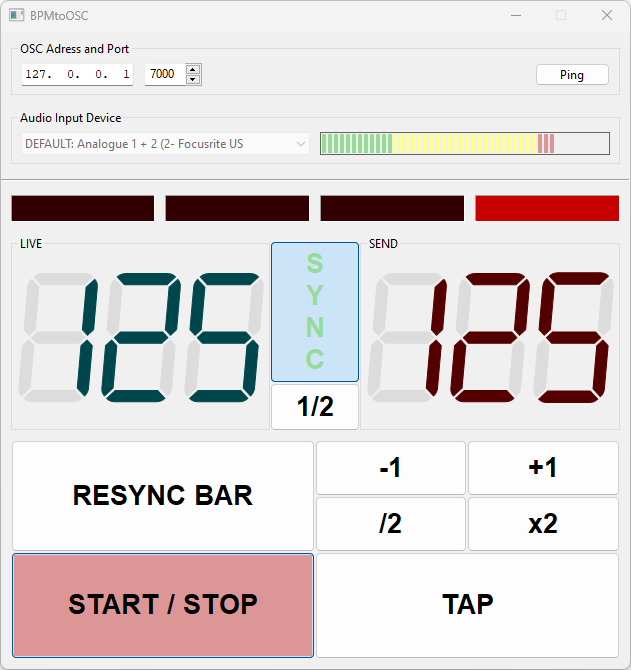 BPMtoOSC
OSC Adress and Port
127. 0. 0. 1
7000
Ping
Audio Input Device
DEFAULT: Analogue 1 + 2 (2- Focusrite US
LIVE
SEND
125
S
Y
N
C
125
1/2
RESYNC BAR
-1
+1
/2
x2
START / STOP
TAP